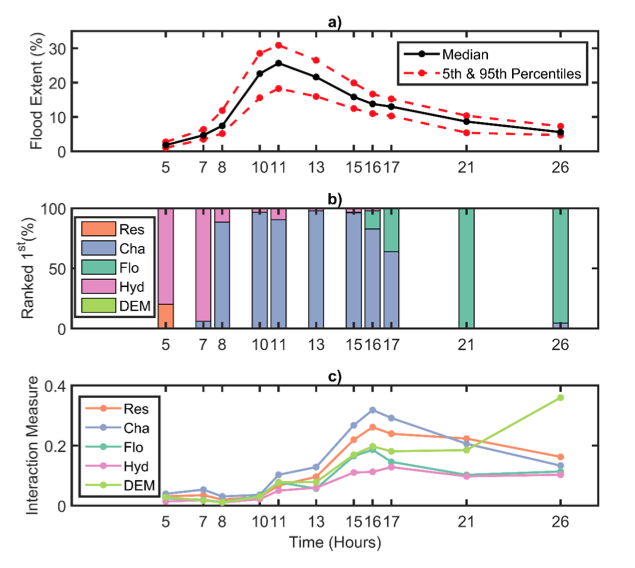 a)
Flood Extent (%)
30
20
10
0
Median
5th & 95th Percentiles
5 7 8 10 11 13 15 16 17 21 26
b)
Ranked 1st(%)
100
50
0
Res
Cha
Flo
Hyd
DEM
5 7 8 10 11 13 15 16 17 21 26
c)
Interaction Measure
0.4
0.2
0
Res
Cha
Flo
Hyd
DEM
5 7 8 10 11 13 15 16 17 21 26
Time (Hours)